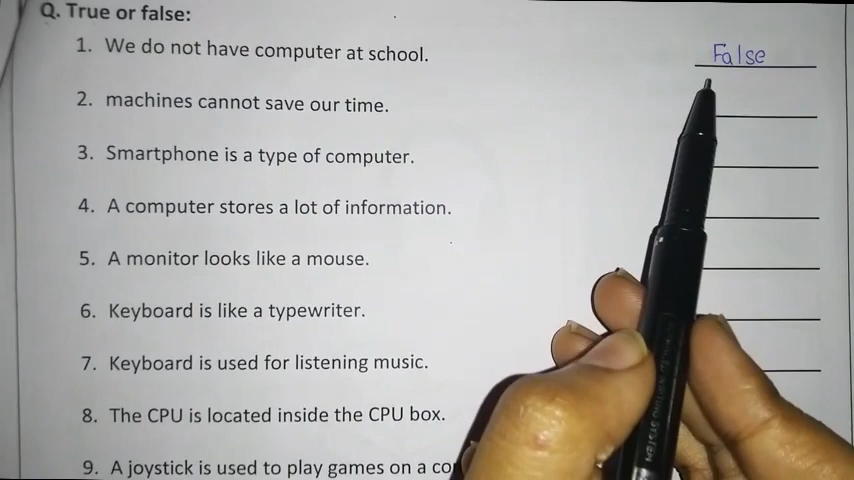 Q. True or false:
1. We do not have computer at school. False
2. machines cannot save our time.
3. Smartphone is a type of computer.
4. A computer stores a lot of information.
5. A monitor looks like a mouse.
6. Keyboard is like a typewriter.
7. Keyboard is used for listening music.
8. The CPU is located inside the CPU box.
9. A joystick is used to play games on a